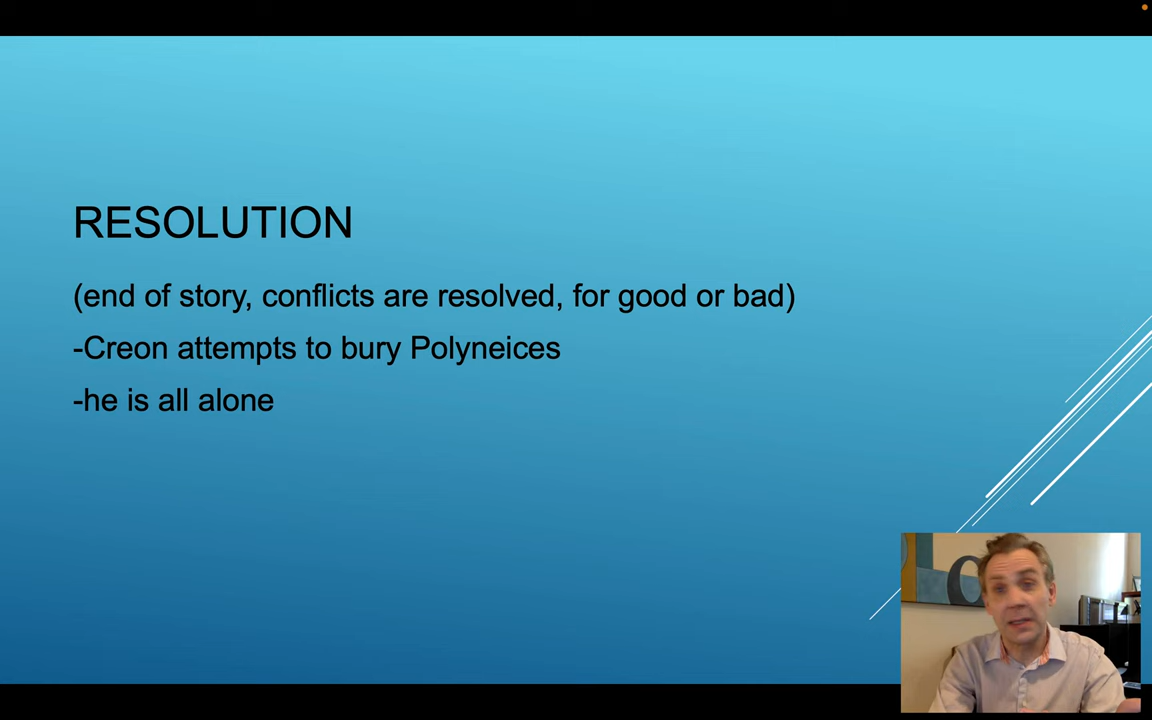 RESOLUTION
(end of story, conflicts are resolved, for good or bad)
-Creon attempts to bury Polyneices
-he is all alone